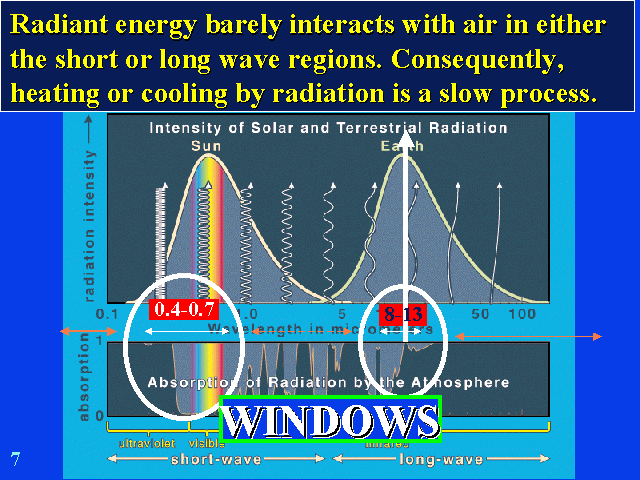 Radiant energy barely interacts with air in either
the short or long wave regions. Consequently,
heating or cooling by radiation is a slow process.
Intensity of Solar and Terrestrial Radiation
Sun Earth
radiation intensity
0.4-0.7 8-13
0.1 1.0 5 50 100
Wavelength in micrometers
absorption
1
Absorption of Radiation by the Atmosphere
0
WINDOWS
ultraviolet visible infrared
short-wave long-wave
7